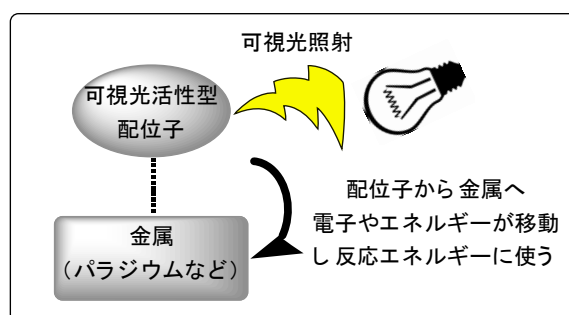 可視光照射
可視光活性型
配位子
配位子から金属へ
電子やエネルギーが移動
し反応エネルギーに使う
金属
（パラジウムなど）